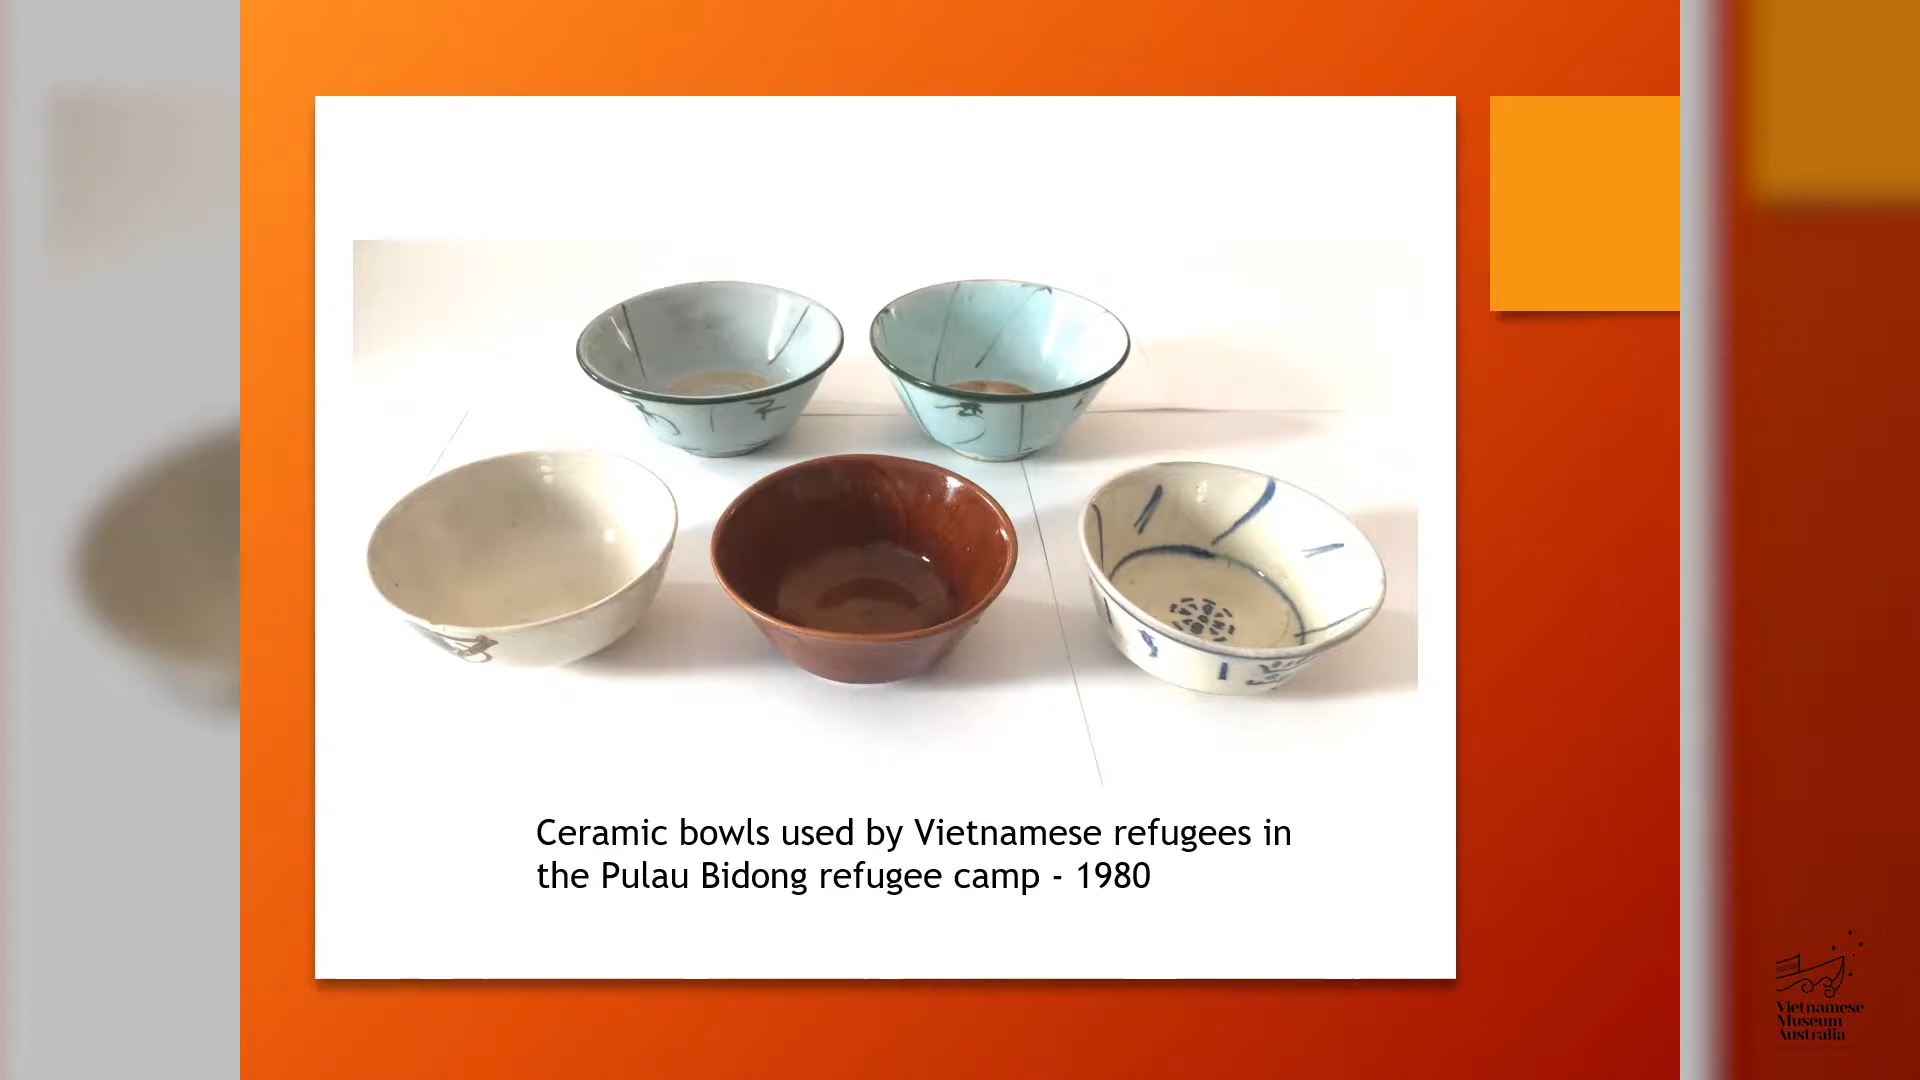 Ceramic bowls used by Vietnamese refugees in
the Pulau Bidong refugee camp - 1980
Vietnamese
Museum
Australia